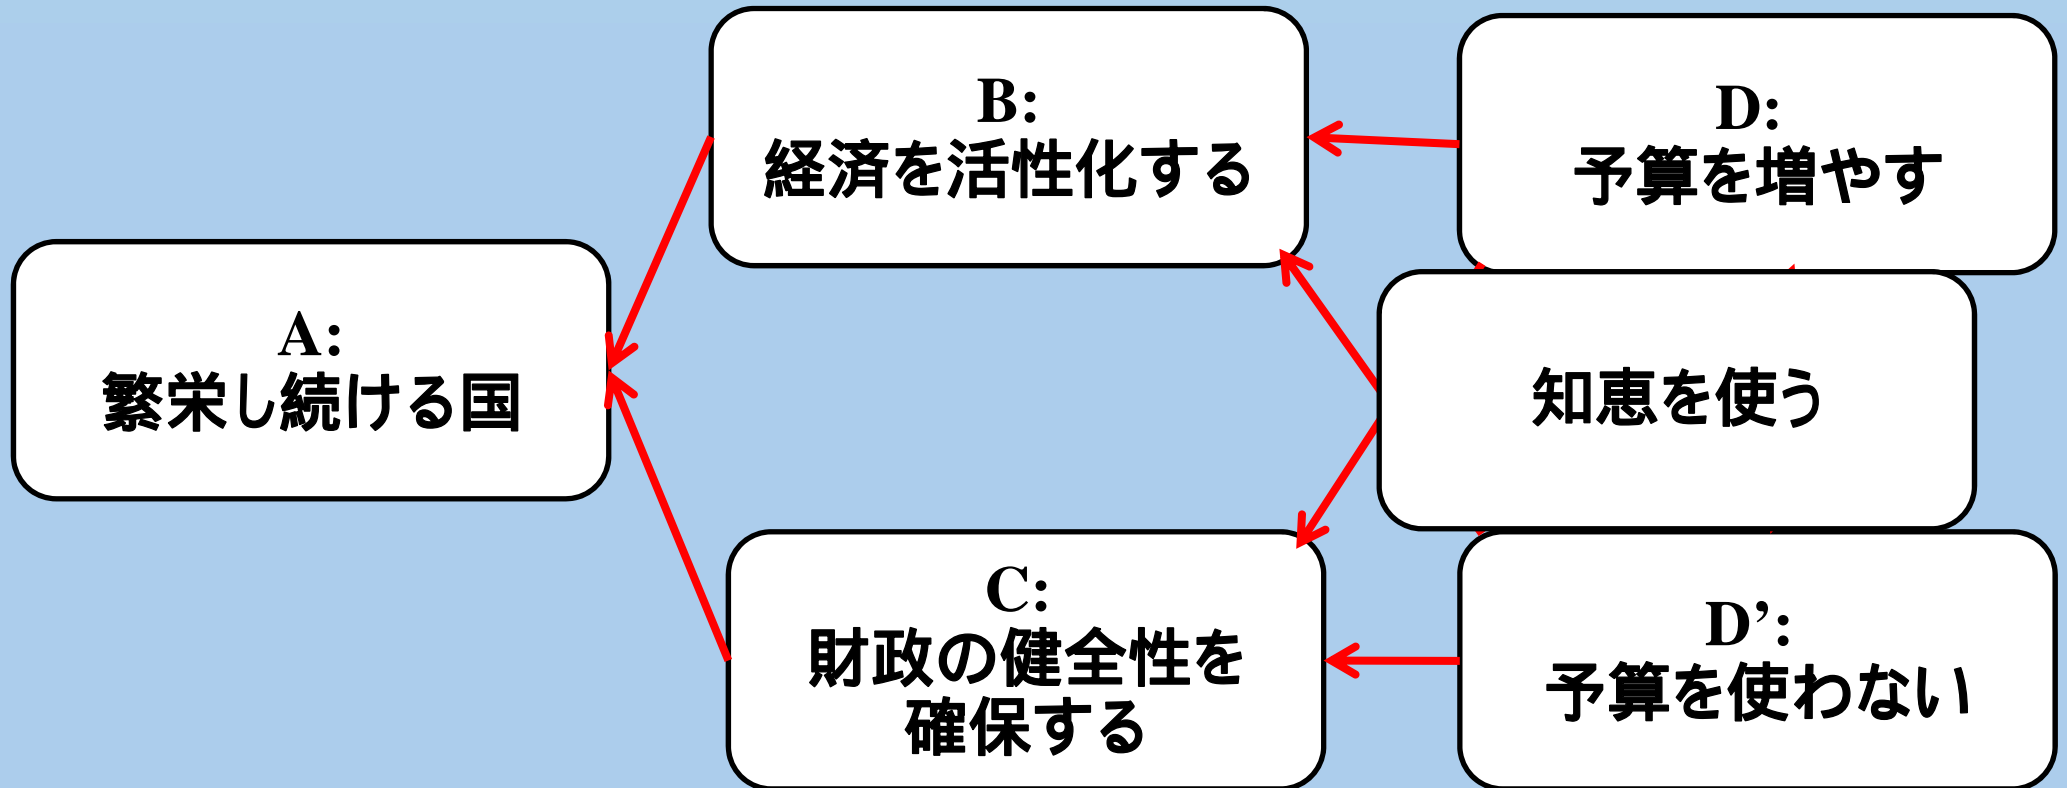 B:
経済を活性化する
D:
予算を増やす
A:
繁栄し続ける国
知恵を使う
C:
財政の健全性を
確保する
D’:
予算を使わない